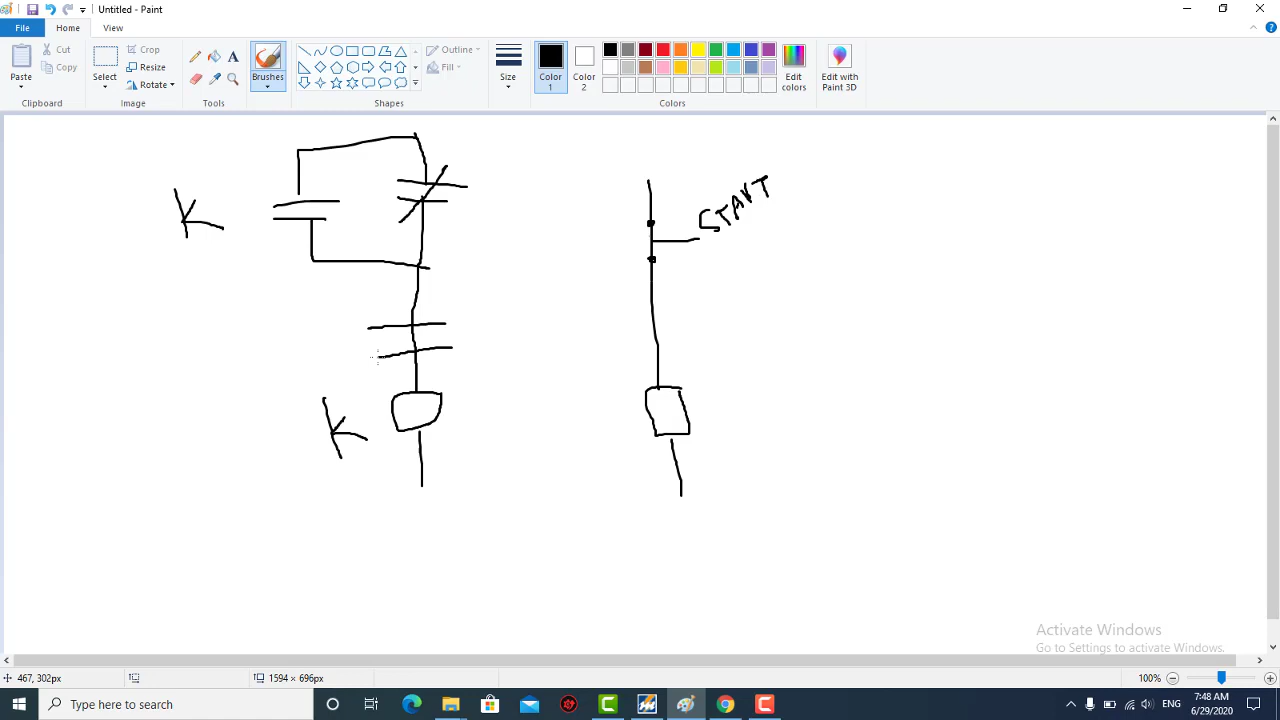 Untitled - Paint
File
Home
View
Paste
Cut
Copy
Clipboard
Select
Crop
Resize
Rotate
Image
Tools
Brushes
Shapes
Outline
Fill
Size
Color 1
Color 2
Edit colors
Colors
Edit with Paint 3D
START
K
K
Activate Windows
Go to Settings to activate Windows.
467, 302px
1594 × 696px
100%
Type here to search
ENG
7:48 AM
6/29/2020